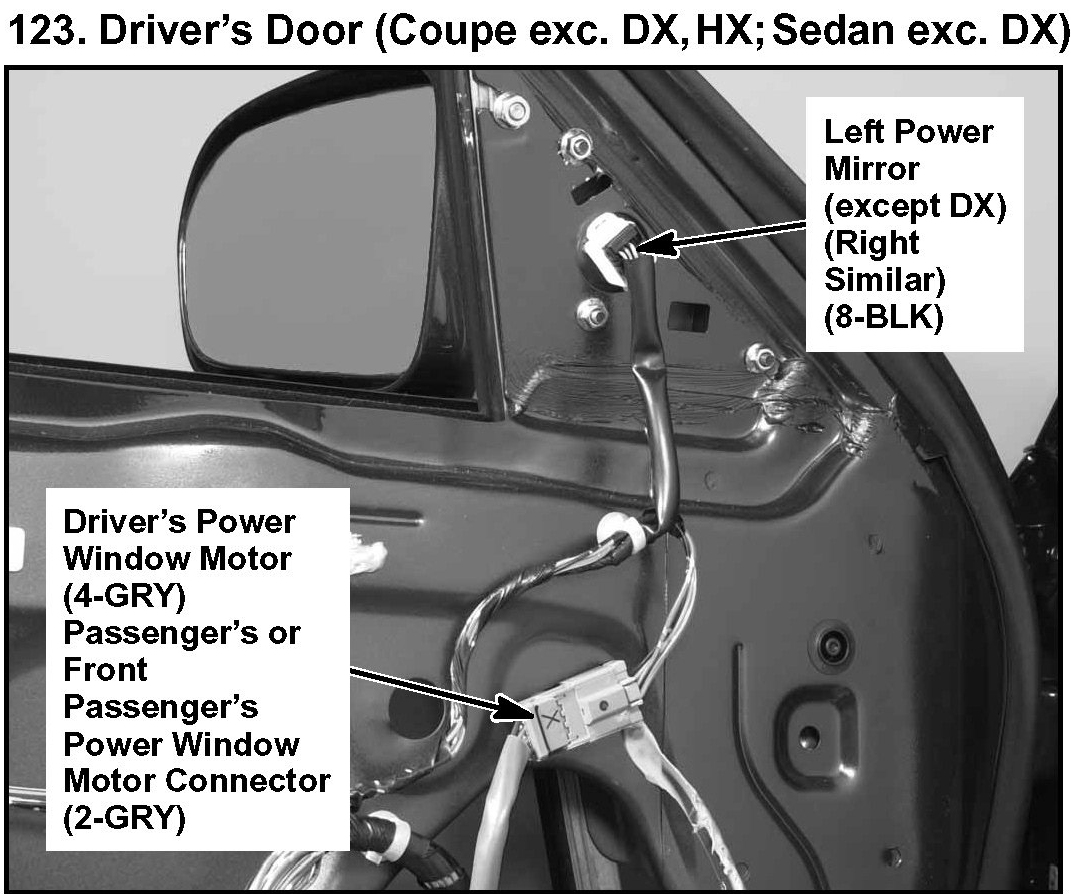 123. Driver’s Door (Coupe exc. DX, HX; Sedan exc. DX)
Left Power
Mirror
(except DX)
(Right
Similar)
(8-BLK)
Driver’s Power
Window Motor
(4-GRY)
Passenger’s or
Front
Passenger’s
Power Window
Motor Connector
(2-GRY)
X